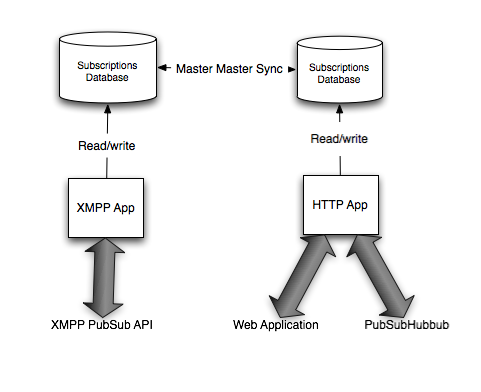 Subscriptions
Database
Master Master Sync
Subscriptions
Database
Read/write
Read/write
XMPP App
HTTP App
XMPP PubSub API
Web Application
PubSubHubbub